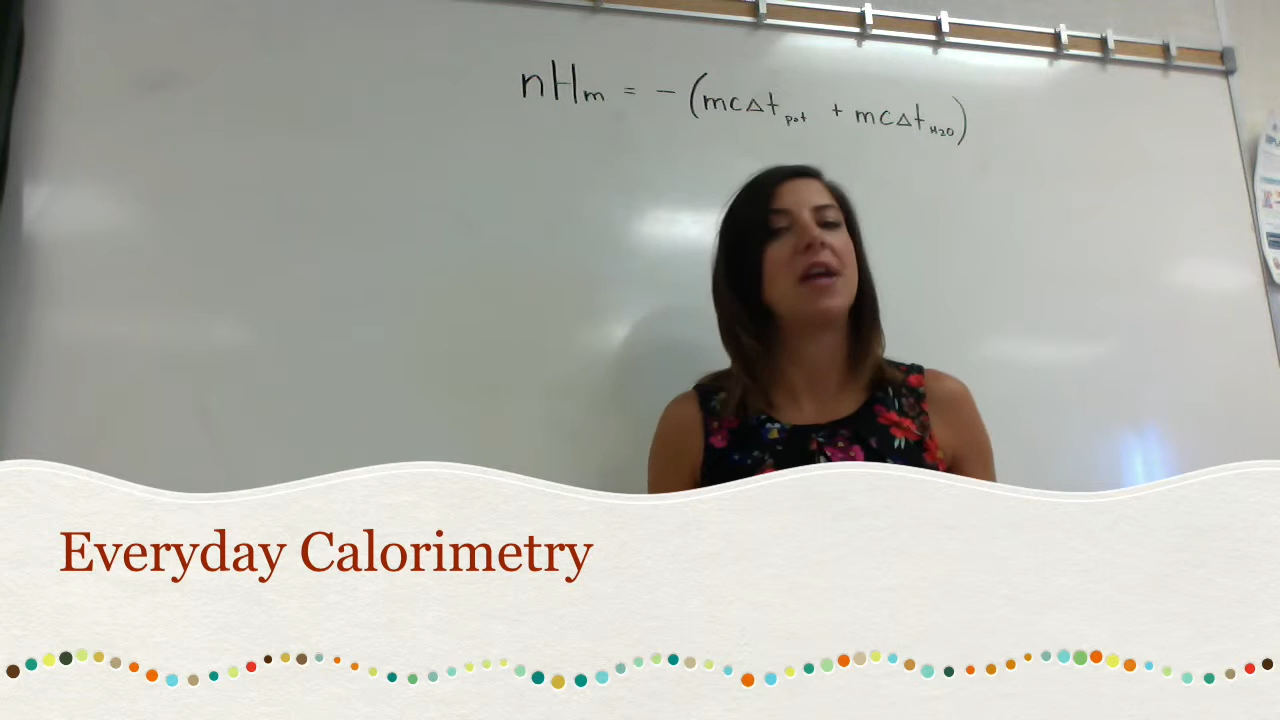 nHm = - (mcΔt pot + mcΔt H2O)
Everyday Calorimetry